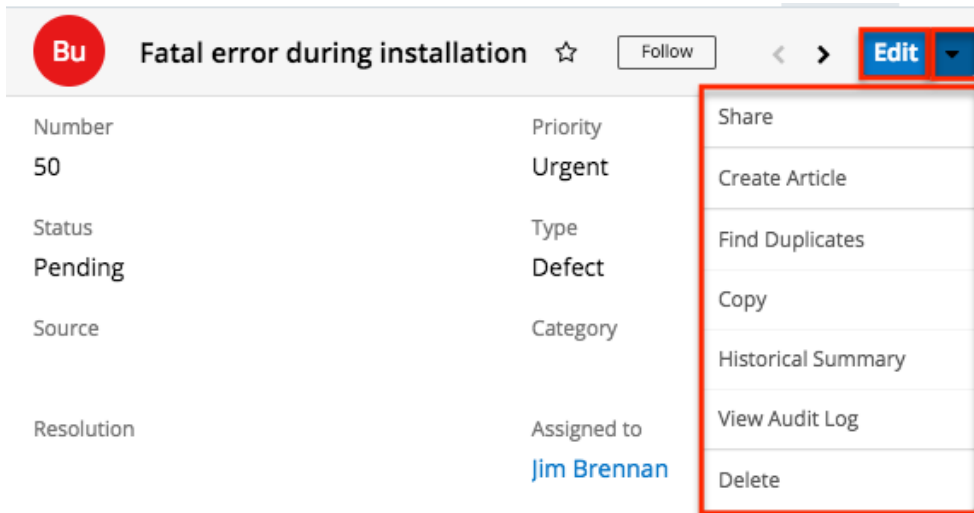 Bu Fatal error during installation Follow Edit
Number Priority
50 Urgent
Status Type
Pending Defect
Source Category
Resolution Assigned to
Jim Brennan
Share
Create Article
Find Duplicates
Copy
Historical Summary
View Audit Log
Delete